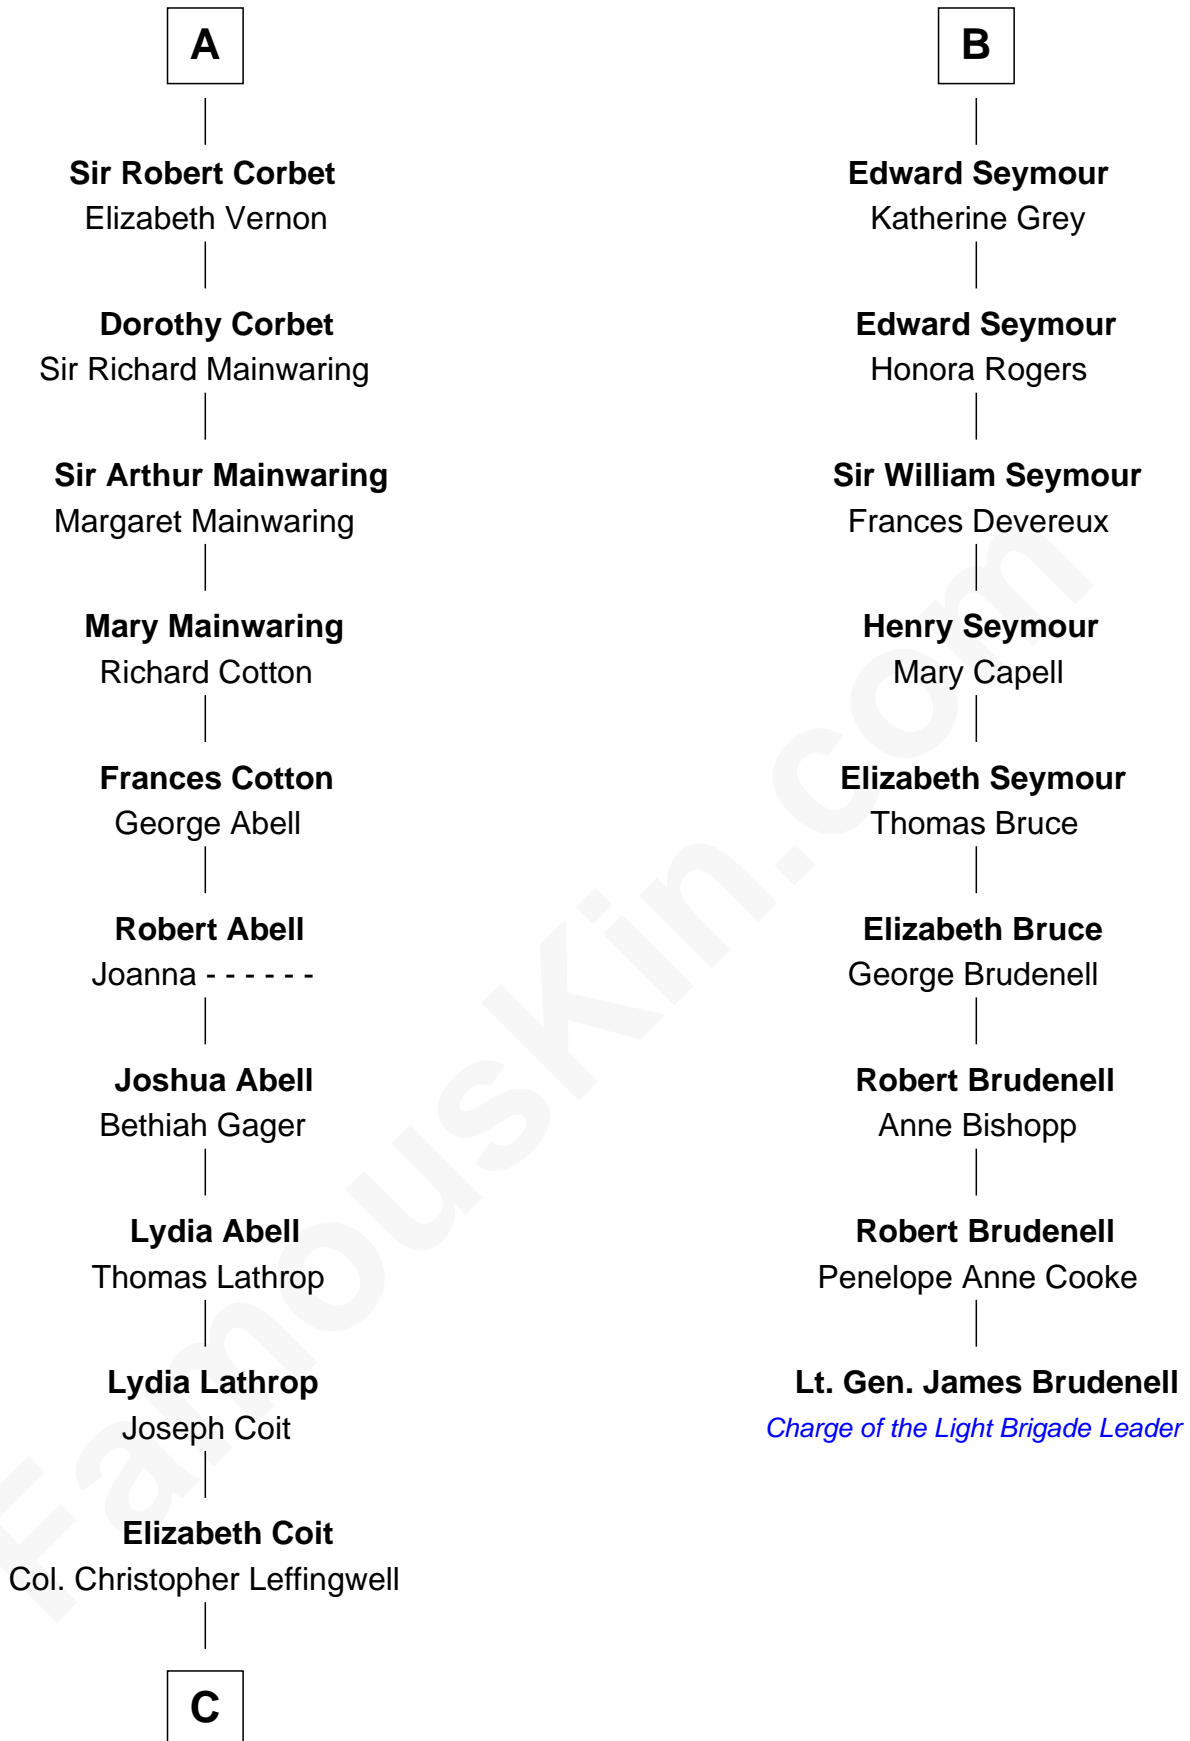 A
Sir Robert Corbet
Elizabeth Vernon
Dorothy Corbet
Sir Richard Mainwaring
Sir Arthur Mainwaring
Margaret Mainwaring
Mary Mainwaring
Richard Cotton
Frances Cotton
George Abell
Robert Abell
Joanna - - - - - -
Joshua Abell
Bethiah Gager
Lydia Abell
Thomas Lathrop
Lydia Lathrop
Joseph Coit
Elizabeth Coit
Col. Christopher Leffingwell
C
B
Edward Seymour
Katherine Grey
Edward Seymour
Honora Rogers
Sir William Seymour
Frances Devereux
Henry Seymour
Mary Capell
Elizabeth Seymour
Thomas Bruce
Elizabeth Bruce
George Brudenell
Robert Brudenell
Anne Bishopp
Robert Brudenell
Penelope Anne Cooke
Lt. Gen. James Brudenell
Charge of the Light Brigade Leader
FamousKin.com